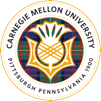 CARNEGIE MELLON UNIVERSITY
PITTSBURGH PENNSYLVANIA 1900